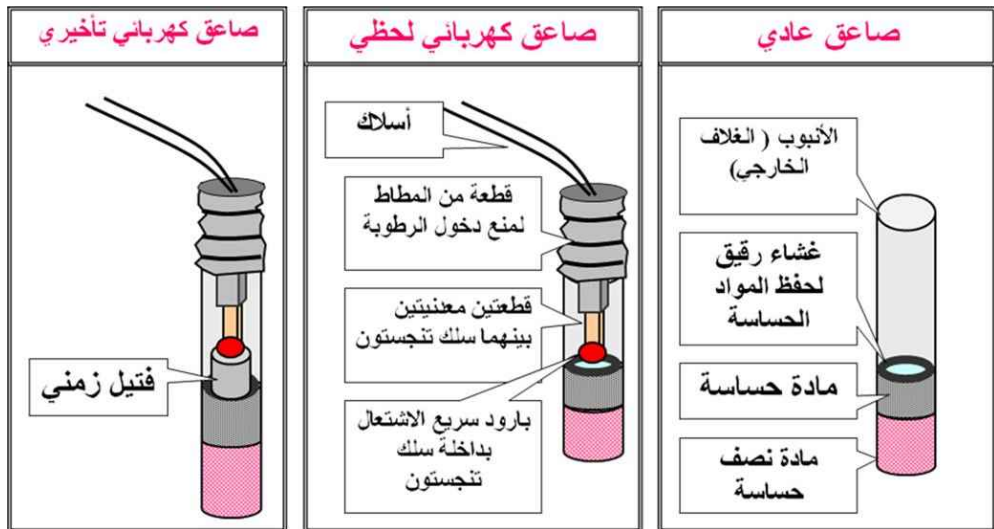 صاعق عادي
الأنبوب ( الغلاف
الخارجي)
غشاء رقيق
لحفظ المواد
الحساسة
مادة حساسة
مادة نصف
حساسة
صاعق كهربائي لحظي
أسلاك
قطعة من المطاط
لمنع دخول الرطوبة
قطعتين معدنيتين
بينهما سلك تنجستون
بارود سريع الاشتعال
بداخلة سلك
تنجستون
صاعق كهربائي تأخيري
فتيل زمني